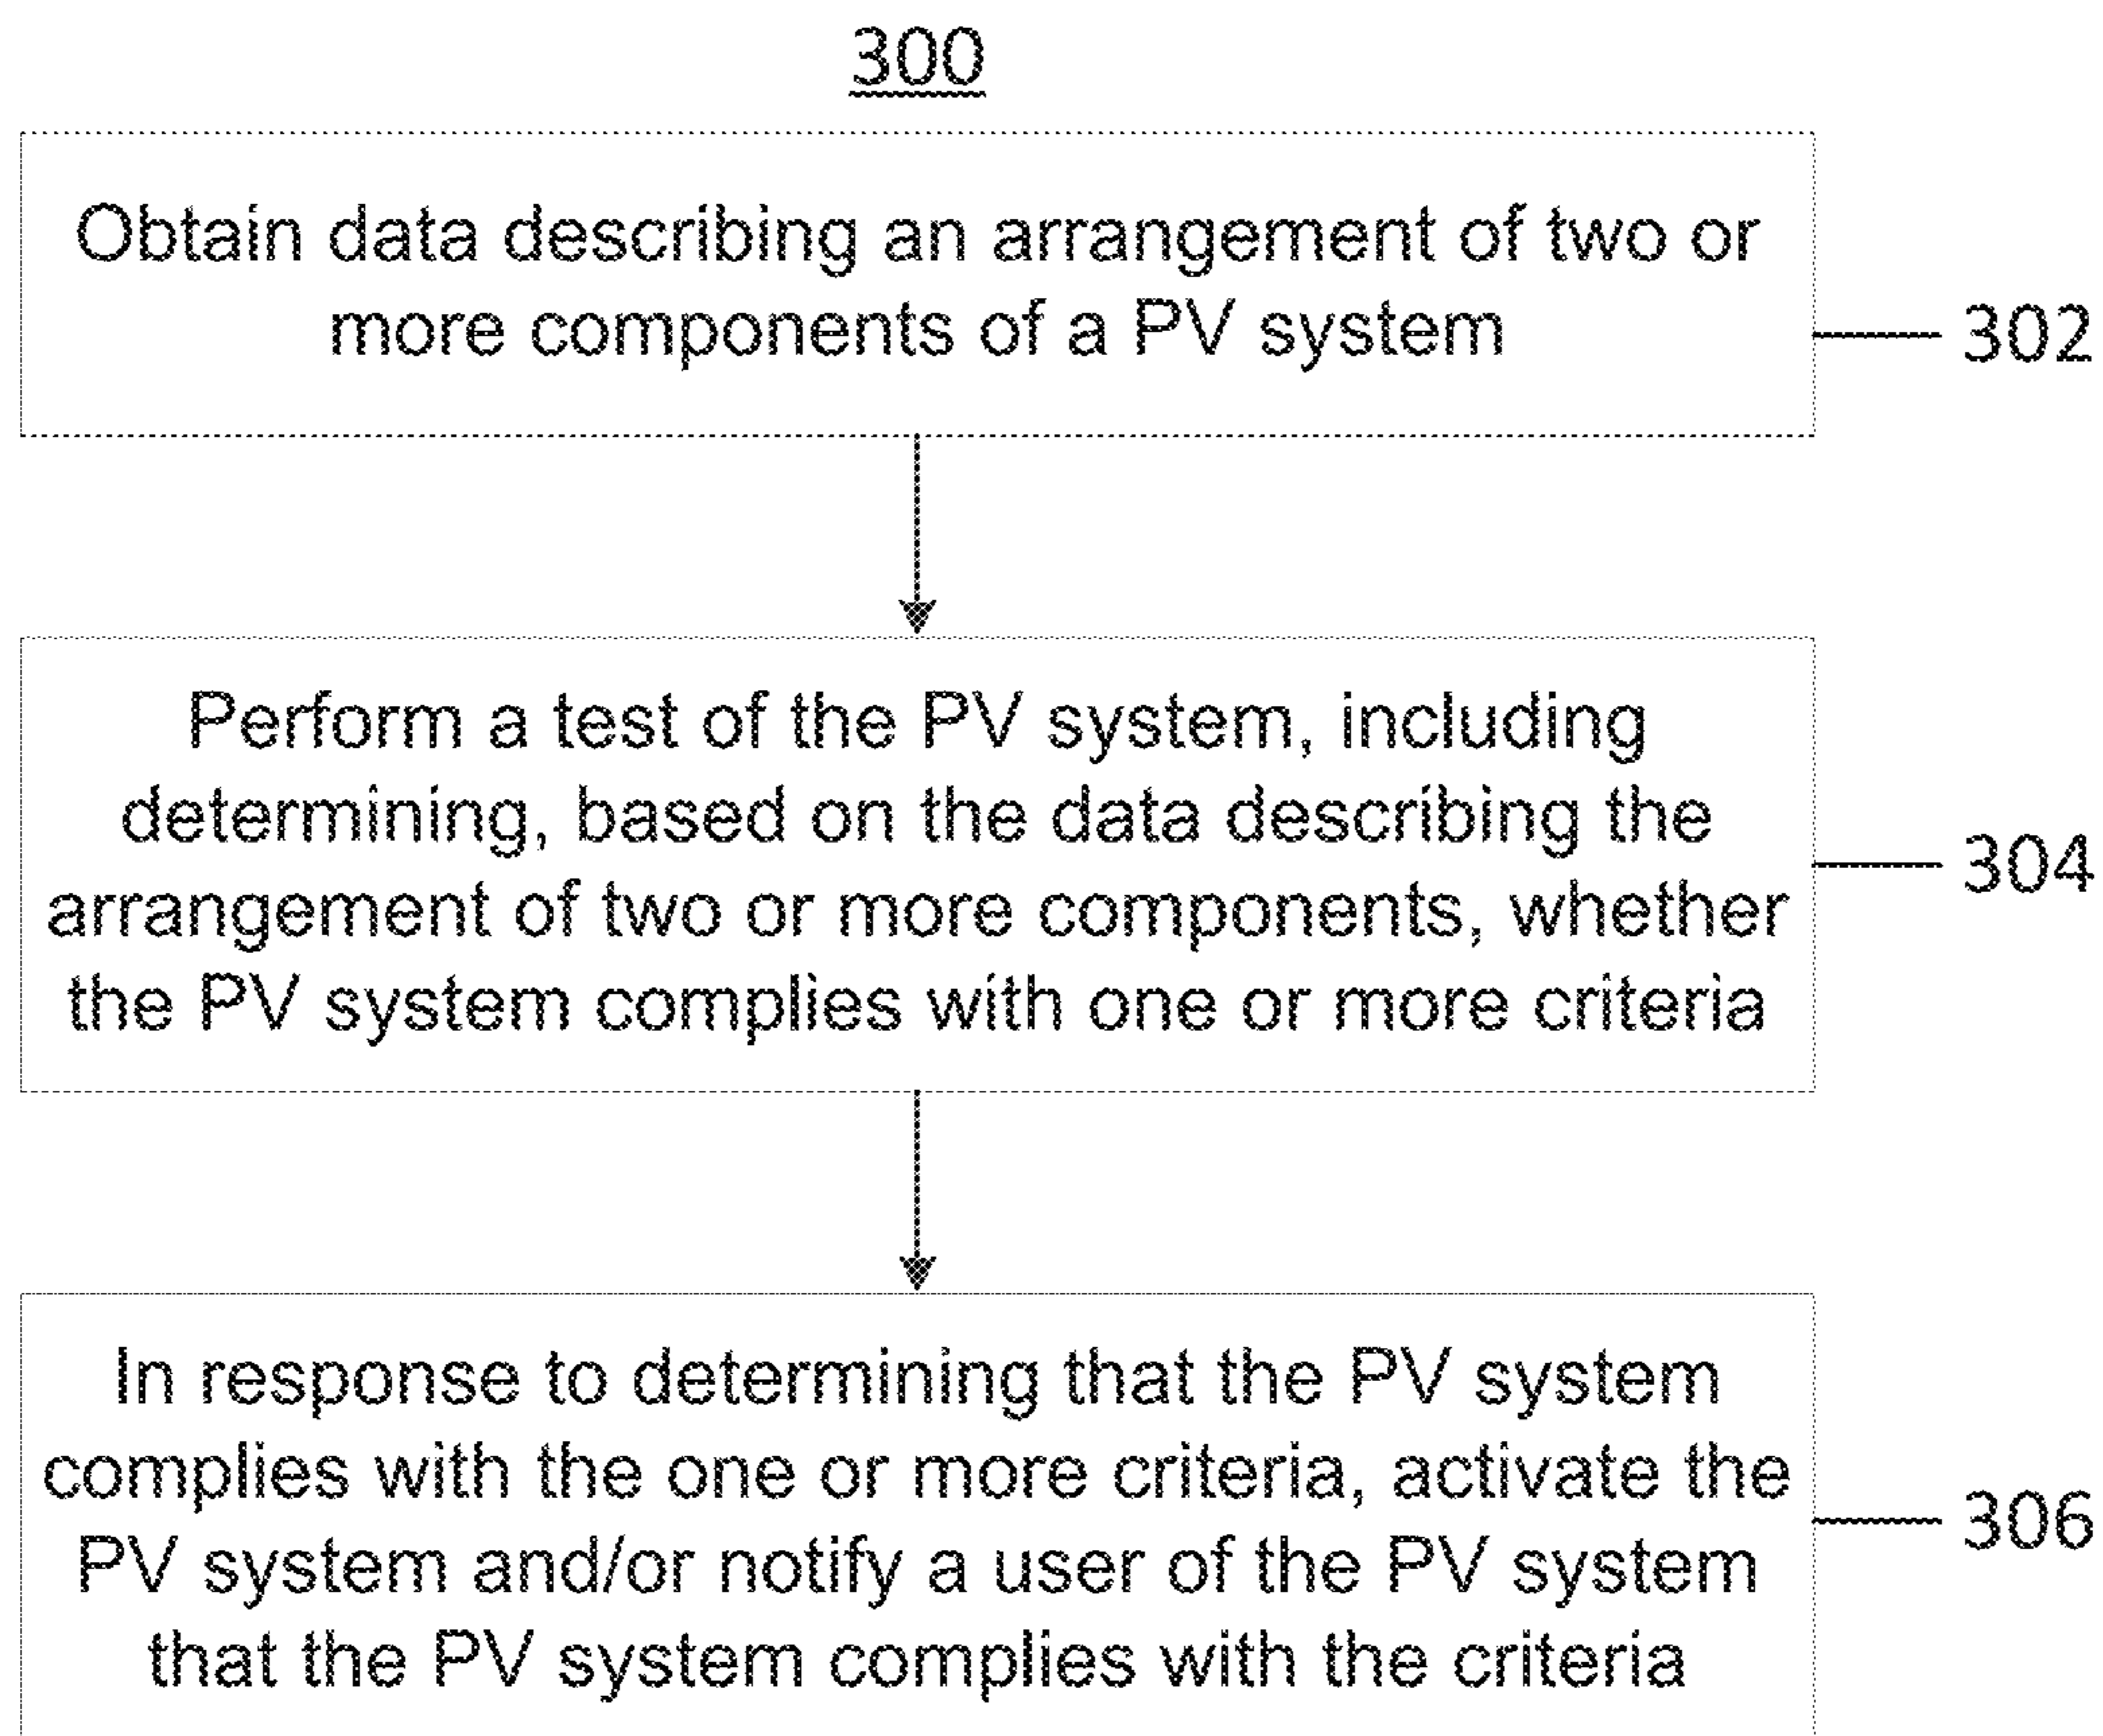 300
Obtain data describing an arrangement of two or
more components of a PV system
302
Perform a test of the PV system, including
determining, based on the data describing the
arrangement of two or more components, whether
the PV system complies with one or more criteria
304
In response to determining that the PV system
complies with the one or more criteria, activate the
PV system and/or notify a user of the PV system
that the PV system complies with the criteria
306